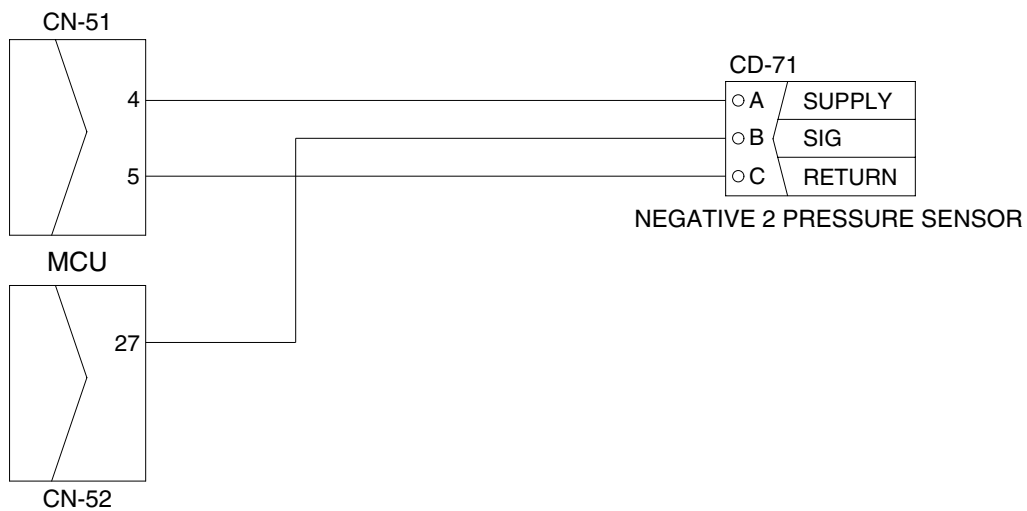 CN-51
4
5
MCU
27
CN-52
CD-71
A SUPPLY
B SIG
C RETURN
NEGATIVE 2 PRESSURE SENSOR